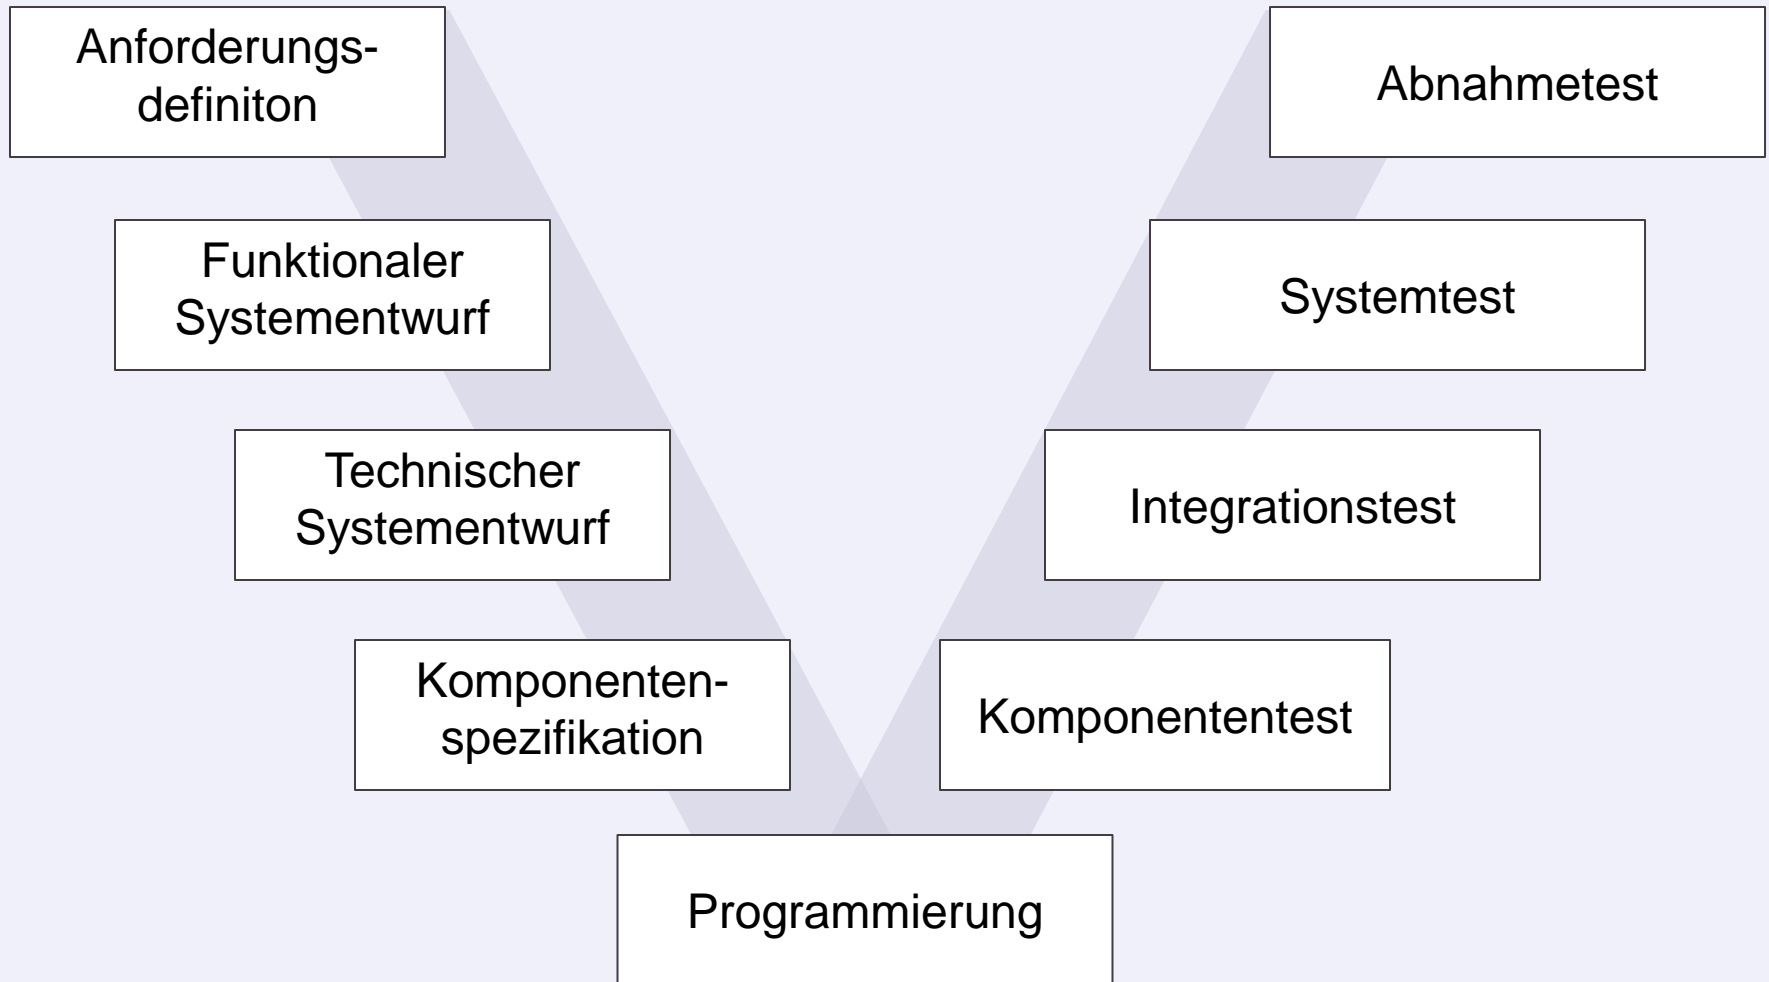 Anforderungs-
definiton
Abnahmetest
Funktionaler
Systementwurf
Systemtest
Technischer
Systementwurf
Integrationstest
Komponenten-
spezifikation
Komponententest
Programmierung